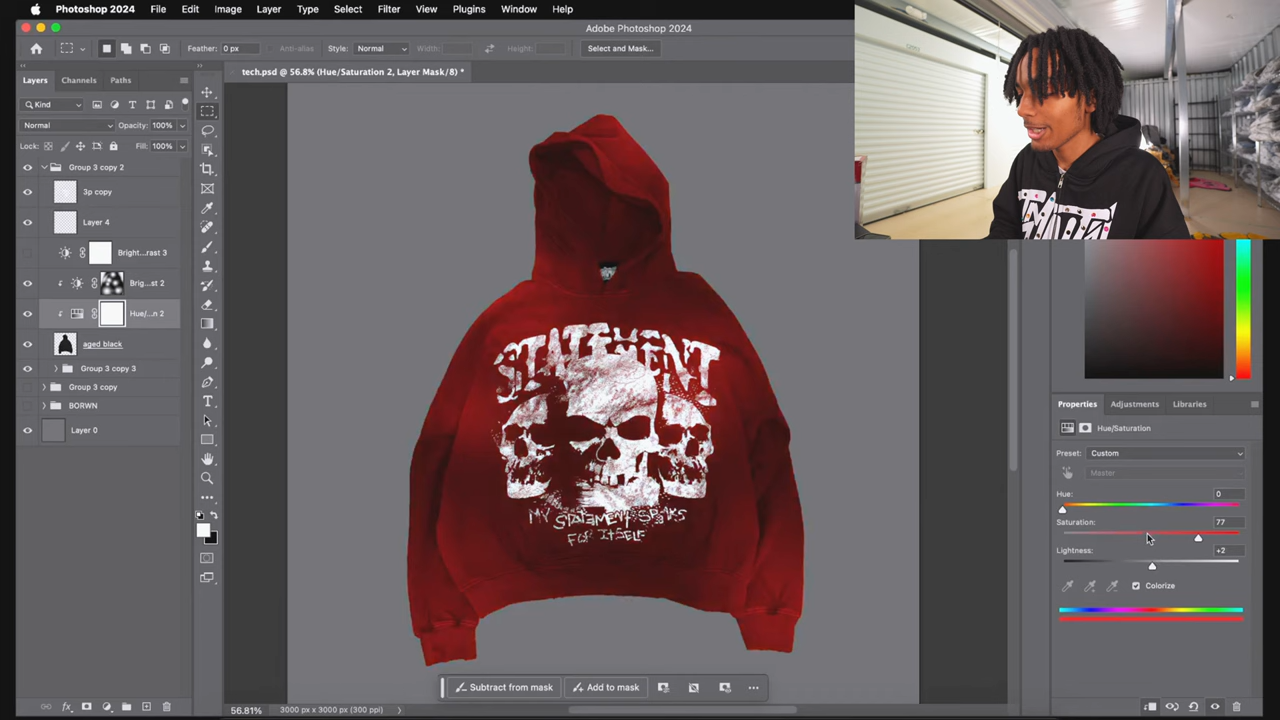 Photoshop 2024 File Edit Image Layer Type Select Filter View Plugins Window Help
Adobe Photoshop 2024
Feather: 0 px Anti-alias Style: Normal Width: Height: Select and Mask...
Layers Channels Paths
tech.psd @ 56.8% (Hue/Saturation 2, Layer Mask/8) *
Kind
Normal Opacity: 100%
Lock: Fill: 100%
Group 3 copy 2
3p copy
Layer 4
Bright...rast 3
Brig...st 2
Hue/...n 2
aged black
Group 3 copy 3
Group 3 copy
BORWN
Layer 0
STATEMENT
MY STATEMENT SPEAKS
FOR ITSELF
Properties Adjustments Libraries
Hue/Saturation
Preset: Custom
Master
Hue: 0
Saturation: 77
Lightness: +2
Colorize
Subtract from mask Add to mask
56.81% 3000 px x 3000 px (300 ppi)